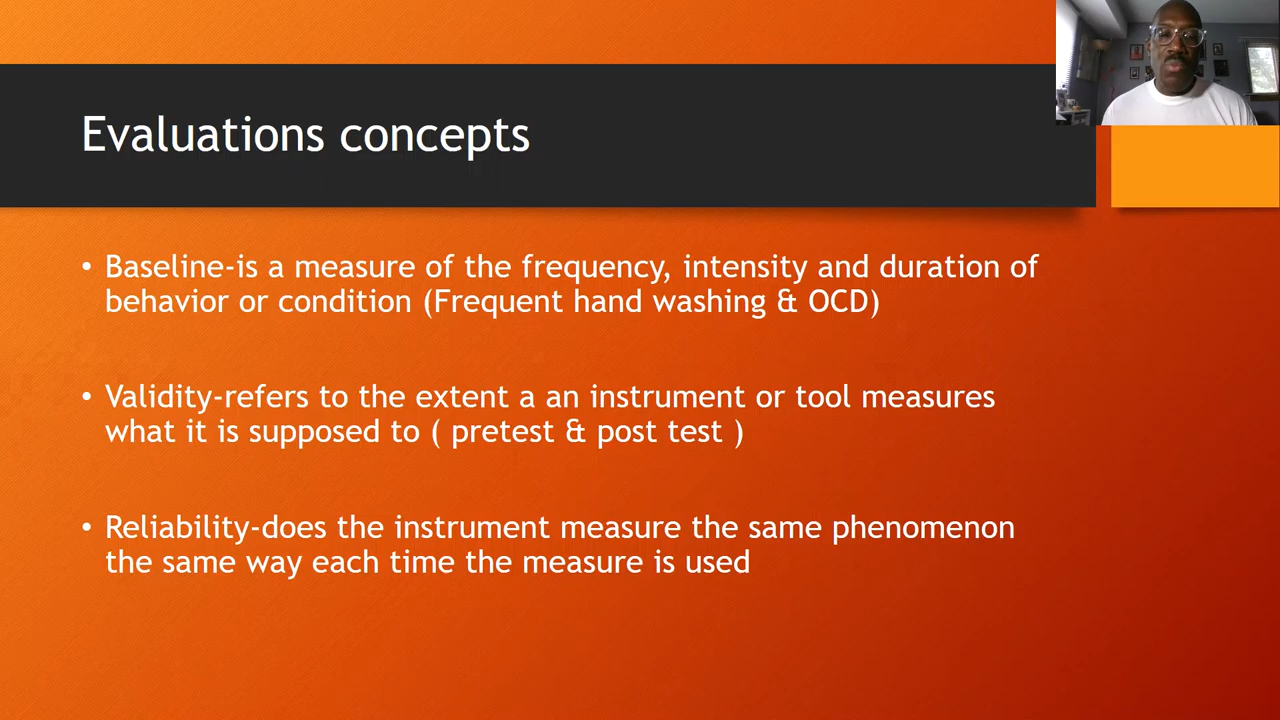 Evaluations concepts
• Baseline-is a measure of the frequency, intensity and duration of
behavior or condition (Frequent hand washing & OCD)
• Validity-refers to the extent a an instrument or tool measures
what it is supposed to ( pretest & post test )
• Reliability-does the instrument measure the same phenomenon
the same way each time the measure is used